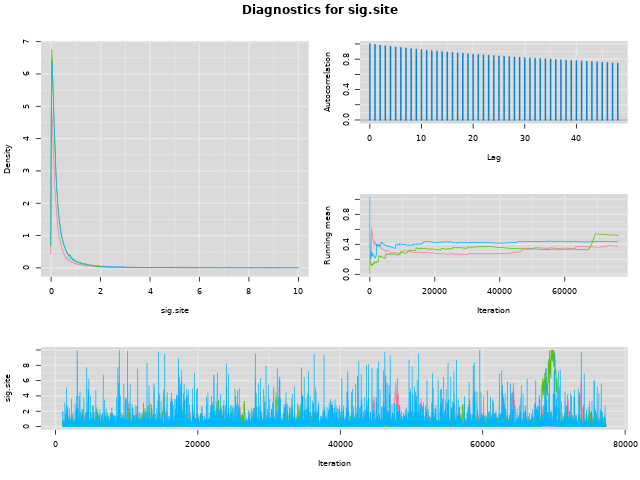 Diagnostics for sig.site
Density
0 1 2 3 4 5 6 7
0 2 4 6 8 10
sig.site
Autocorrelation
0.0 0.4 0.8
0 10 20 30 40
Lag
Running mean
0.0 0.4 0.8
0 20000 40000 60000
Iteration
sig.site
0 2 4 6 8
0 20000 40000 60000 80000
Iteration